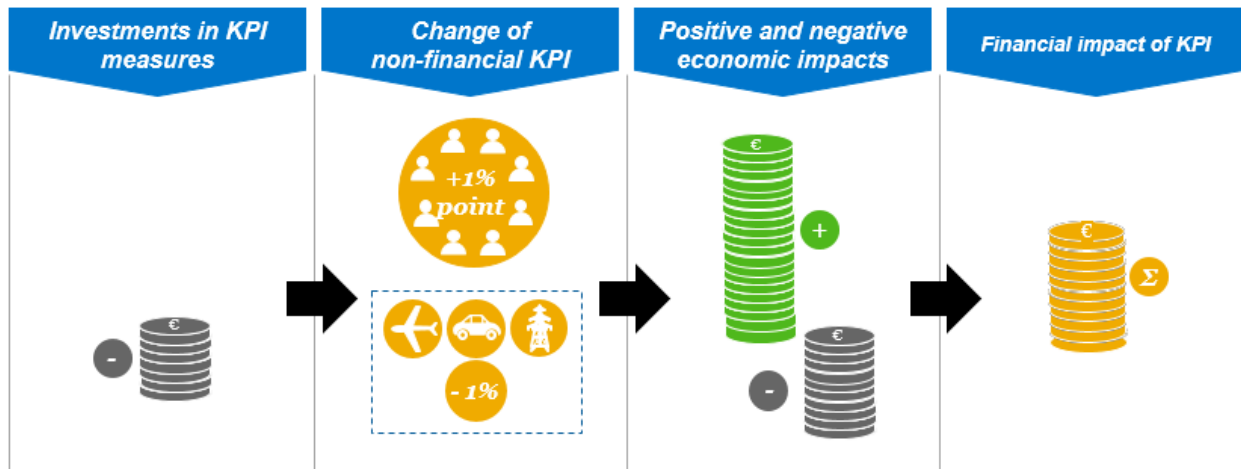 Investments in KPI
measures
Change of
non-financial KPI
Positive and negative
economic impacts
Financial impact of KPI
+1%
point
- 1%
€
-
€
+
€
-
€
Σ